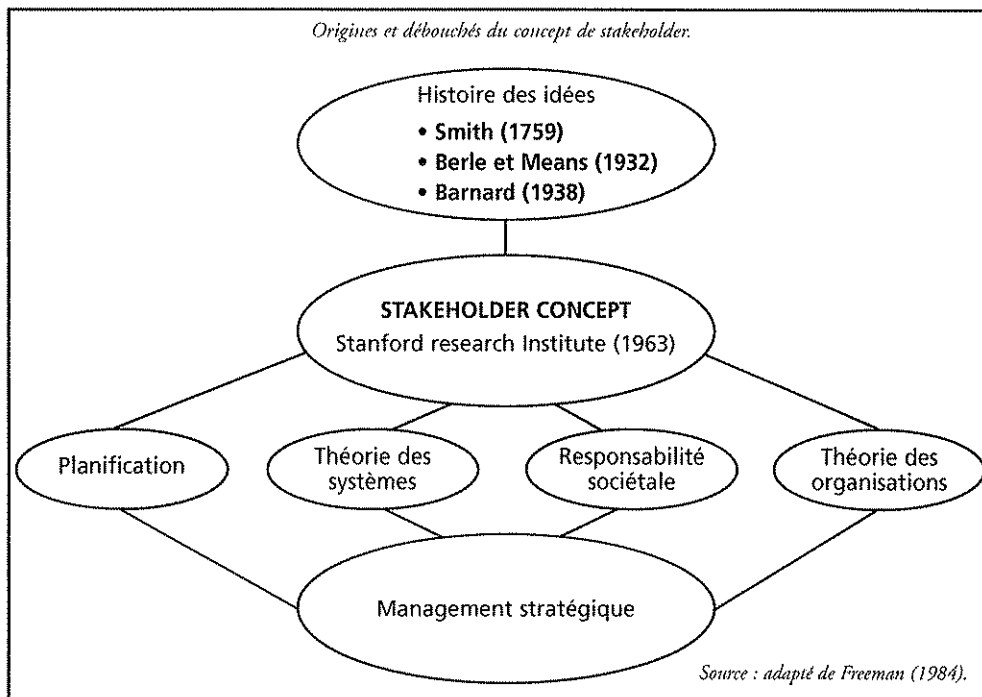 Origines et débouchés du concept de stakeholder.
Histoire des idées
• Smith (1759)
• Berle et Means (1932)
• Barnard (1938)
STAKEHOLDER CONCEPT
Stanford research Institute (1963)
Planification
Théorie des
systèmes
Responsabilité
sociétale
Théorie des
organisations
Management stratégique
Source : adapté de Freeman (1984).